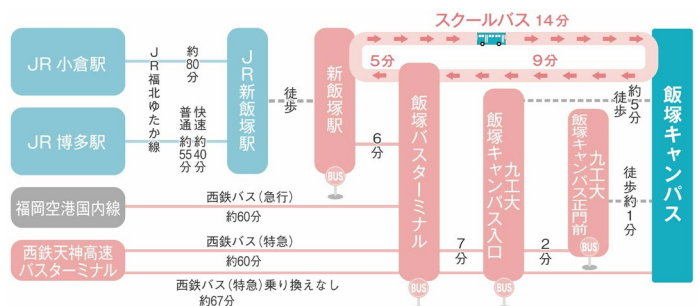 スクールバス 14分
5分
9分
JR 小倉駅
約80分
JR福北ゆたか線
JR 博多駅
快速 約40分
普通 約55分
JR新飯塚駅
徒歩
新飯塚駅
BUS
6分
飯塚バスターミナル
BUS
7分
九工大
飯塚キャンパス入口
BUS
2分
九工大
飯塚キャンパス正門前
BUS
徒歩
約5分
徒歩約1分
飯塚キャンパス
福岡空港国内線
西鉄バス(急行)
約60分
西鉄天神高速
バスターミナル
西鉄バス(特急)
約60分
西鉄バス(特急)乗り換えなし
約67分